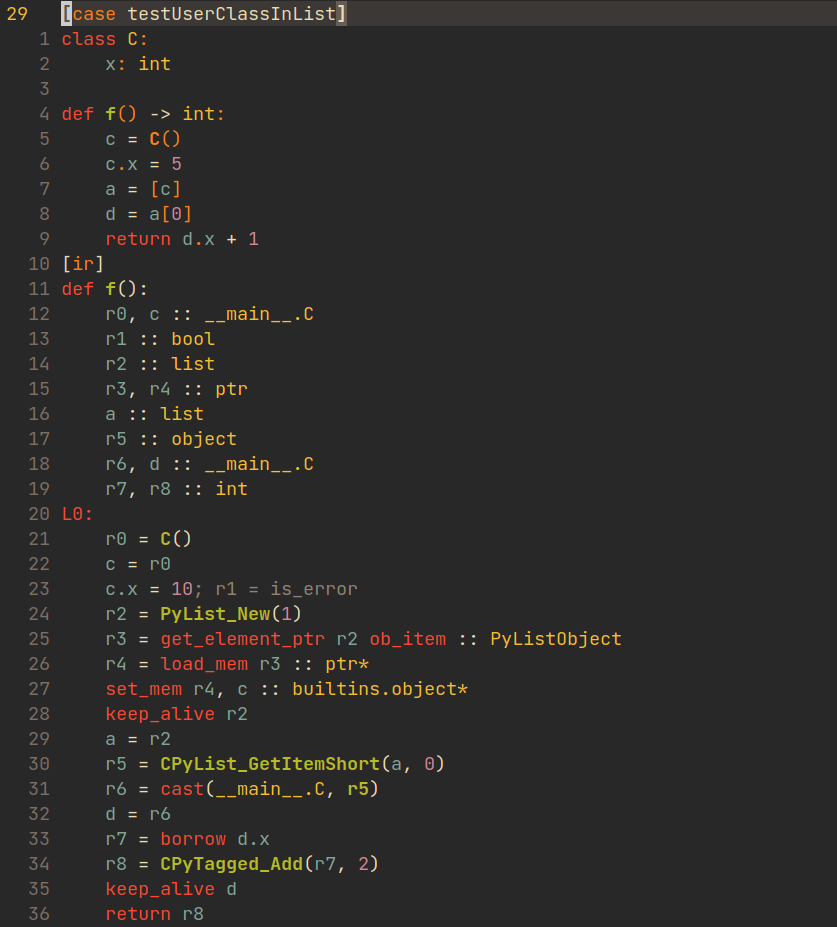 29 [case testUserClassInList]
1 class C:
2     x: int
3
4 def f() -> int:
5     c = C()
6     c.x = 5
7     a = [c]
8     d = a[0]
9     return d.x + 1
10 [ir]
11 def f():
12     r0, c :: __main__.C
13     r1 :: bool
14     r2 :: list
15     r3, r4 :: ptr
16     a :: list
17     r5 :: object
18     r6, d :: __main__.C
19     r7, r8 :: int
20 L0:
21     r0 = C()
22     c = r0
23     c.x = 10; r1 = is_error
24     r2 = PyList_New(1)
25     r3 = get_element_ptr r2 ob_item :: PyListObject
26     r4 = load_mem r3 :: ptr*
27     set_mem r4, c :: builtins.object*
28     keep_alive r2
29     a = r2
30     r5 = CPyList_GetItemShort(a, 0)
31     r6 = cast(__main__.C, r5)
32     d = r6
33     r7 = borrow d.x
34     r8 = CPyTagged_Add(r7, 2)
35     keep_alive d
36     return r8